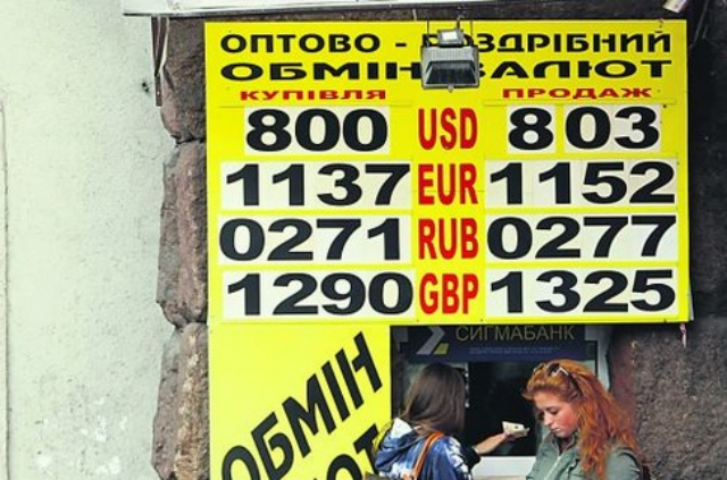 ОПТОВО - РОЗДРІБНИЙ
ОБМІН ВАЛЮТ
КУПІВЛЯ ПРОДАЖ
800 USD 803
1137 EUR 1152
0271 RUB 0277
1290 GBP 1325
СИГМАБАНК
ОБМІН
ВАЛЮТ